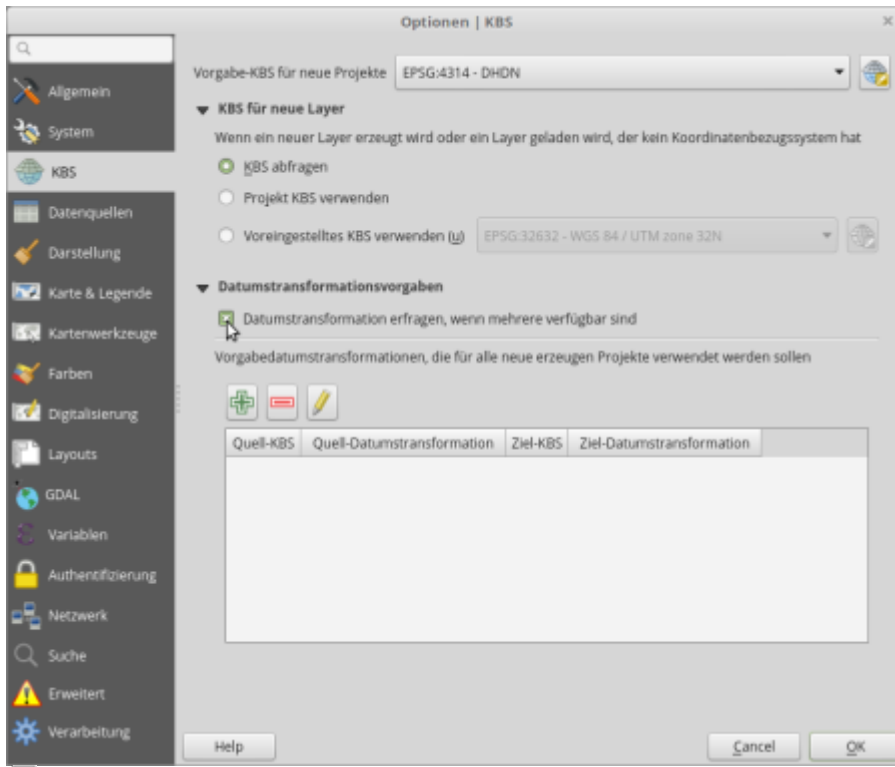 Optionen | KBS
Allgemein
System
KBS
Datenquellen
Darstellung
Karte & Legende
Kartenwerkzeuge
Farben
Digitalisierung
Layouts
GDAL
Variablen
Authentifizierung
Netzwerk
Suche
Erweitert
Verarbeitung
Vorgabe-KBS für neue Projekte EPSG:4314 - DHDN
KBS für neue Layer
Wenn ein neuer Layer erzeugt wird oder ein Layer geladen wird, der kein Koordinatenbezugssystem hat
KBS abfragen
Projekt KBS verwenden
Voreingestelltes KBS verwenden (u) EPSG:32632 - WGS 84 / UTM zone 32N
Datumstransformationsvorgaben
Datumstransformation erfragen, wenn mehrere verfügbar sind
Vorgabedatumstransformationen, die für alle neue erzeugen Projekte verwendet werden sollen
Quell-KBS Quell-Datumstransformation Ziel-KBS Ziel-Datumstransformation
Help Cancel OK